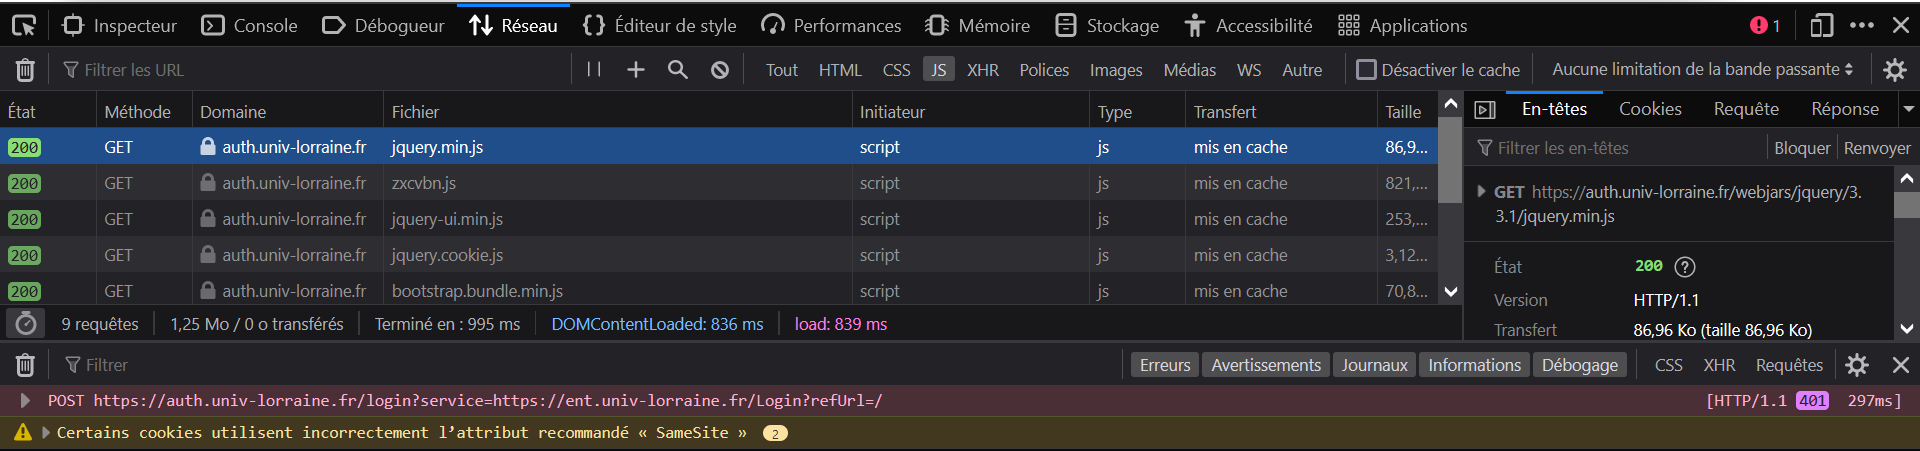 Inspecteur Console Débogueur Réseau Éditeur de style Performances Mémoire Stockage Accessibilité Applications 1
Filtrer les URL Tout HTML CSS JS XHR Polices Images Médias WS Autre Désactiver le cache Aucune limitation de la bande passante
État Méthode Domaine Fichier Initiateur Type Transfert Taille
200 GET auth.univ-lorraine.fr jquery.min.js script js mis en cache 86,9…
200 GET auth.univ-lorraine.fr zxcvbn.js script js mis en cache 821,…
200 GET auth.univ-lorraine.fr jquery-ui.min.js script js mis en cache 253,…
200 GET auth.univ-lorraine.fr jquery.cookie.js script js mis en cache 3,12…
200 GET auth.univ-lorraine.fr bootstrap.bundle.min.js script js mis en cache 70,8…
9 requêtes 1,25 Mo / 0 o transférés Terminé en : 995 ms DOMContentLoaded: 836 ms load: 839 ms
En-têtes Cookies Requête Réponse
Filtrer les en-têtes Bloquer Renvoyer
GET https://auth.univ-lorraine.fr/webjars/jquery/3.
3.1/jquery.min.js
État 200 ?
Version HTTP/1.1
Transfert 86,96 Ko (taille 86,96 Ko)
Filtrer Erreurs Avertissements Journaux Informations Débogage CSS XHR Requêtes
POST https://auth.univ-lorraine.fr/login?service=https://ent.univ-lorraine.fr/Login?refUrl=/ [HTTP/1.1 401 297ms]
Certains cookies utilisent incorrectement l’attribut recommandé « SameSite » 2